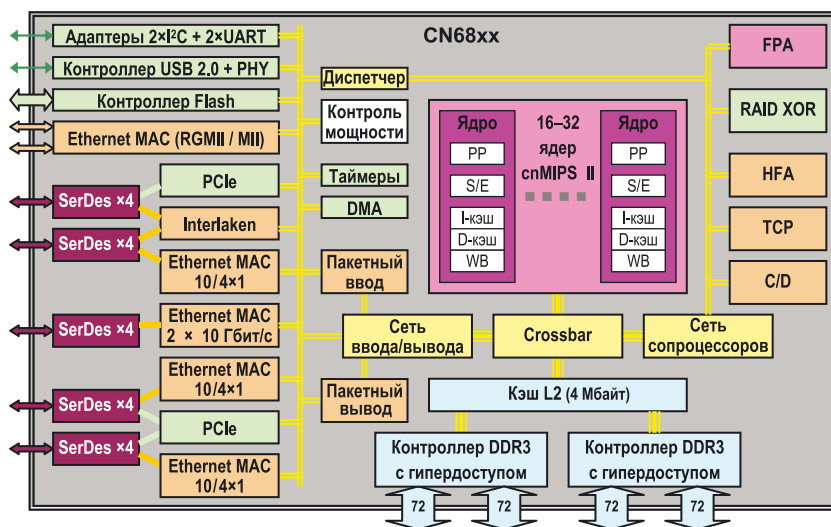 CN68xx
Адаптеры 2×I²C + 2×UART
Контроллер USB 2.0 + PHY
Контроллер Flash
Ethernet MAC (RGMII / MII)
SerDes ×4
SerDes ×4
PCIe
Interlaken
Ethernet MAC
10/4×1
SerDes ×4
Ethernet MAC
2 × 10 Гбит/с
SerDes ×4
SerDes ×4
Ethernet MAC
10/4×1
PCIe
Ethernet MAC
10/4×1
Диспетчер
Контроль
мощности
Таймеры
DMA
Пакетный
ввод
Сеть
ввода/вывода
Пакетный
вывод
Ядро
PP
S/E
I-кэш
D-кэш
WB
16–32
ядер
cnMIPS II
Ядро
PP
S/E
I-кэш
D-кэш
WB
Crossbar
Сеть
сопроцессоров
Кэш L2 (4 Мбайт)
Контроллер DDR3
с гипердоступом
72
72
Контроллер DDR3
с гипердоступом
72
72
FPA
RAID XOR
HFA
TCP
C/D